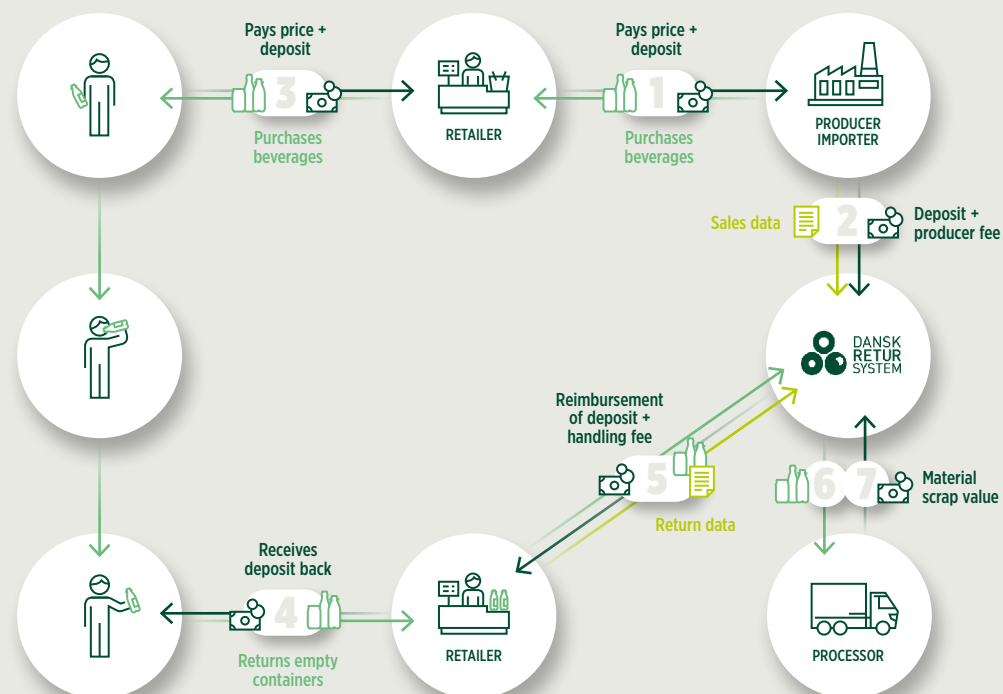 Pays price +
deposit
3
Purchases
beverages
RETAILER
Pays price +
deposit
1
Purchases
beverages
PRODUCER
IMPORTER
Sales data
2
Deposit +
producer fee
DANSK
RETUR
SYSTEM
Reimbursement
of deposit +
handling fee
5
Return data
6
7
Material
scrap value
Receives
deposit back
4
Returns empty
containers
RETAILER
PROCESSOR